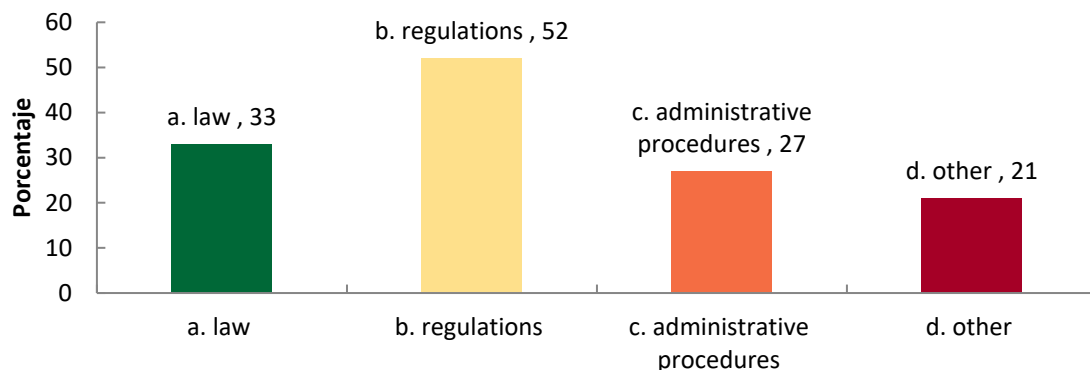 60
50
40
30
20
10
0
Porcentaje
a. law , 33
b. regulations , 52
c. administrative
procedures , 27
d. other , 21
a. law
b. regulations
c. administrative
procedures
d. other